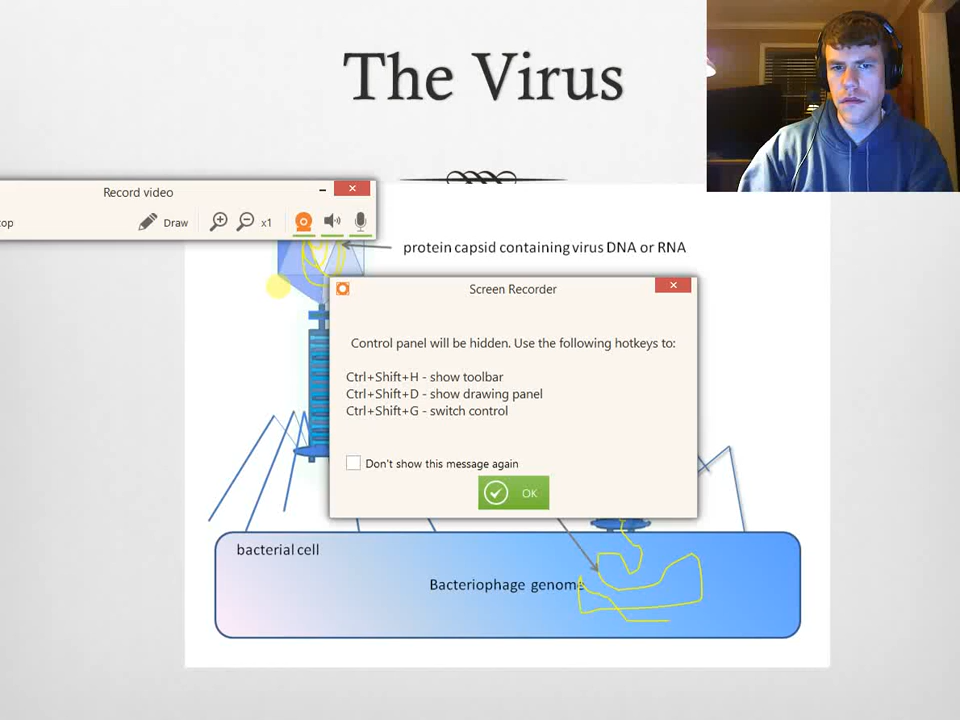 The Virus
Record video
op
Draw
x1
protein capsid containing virus DNA or RNA
Screen Recorder
Control panel will be hidden. Use the following hotkeys to:
Ctrl+Shift+H - show toolbar
Ctrl+Shift+D - show drawing panel
Ctrl+Shift+G - switch control
Don't show this message again
OK
bacterial cell
Bacteriophage genome